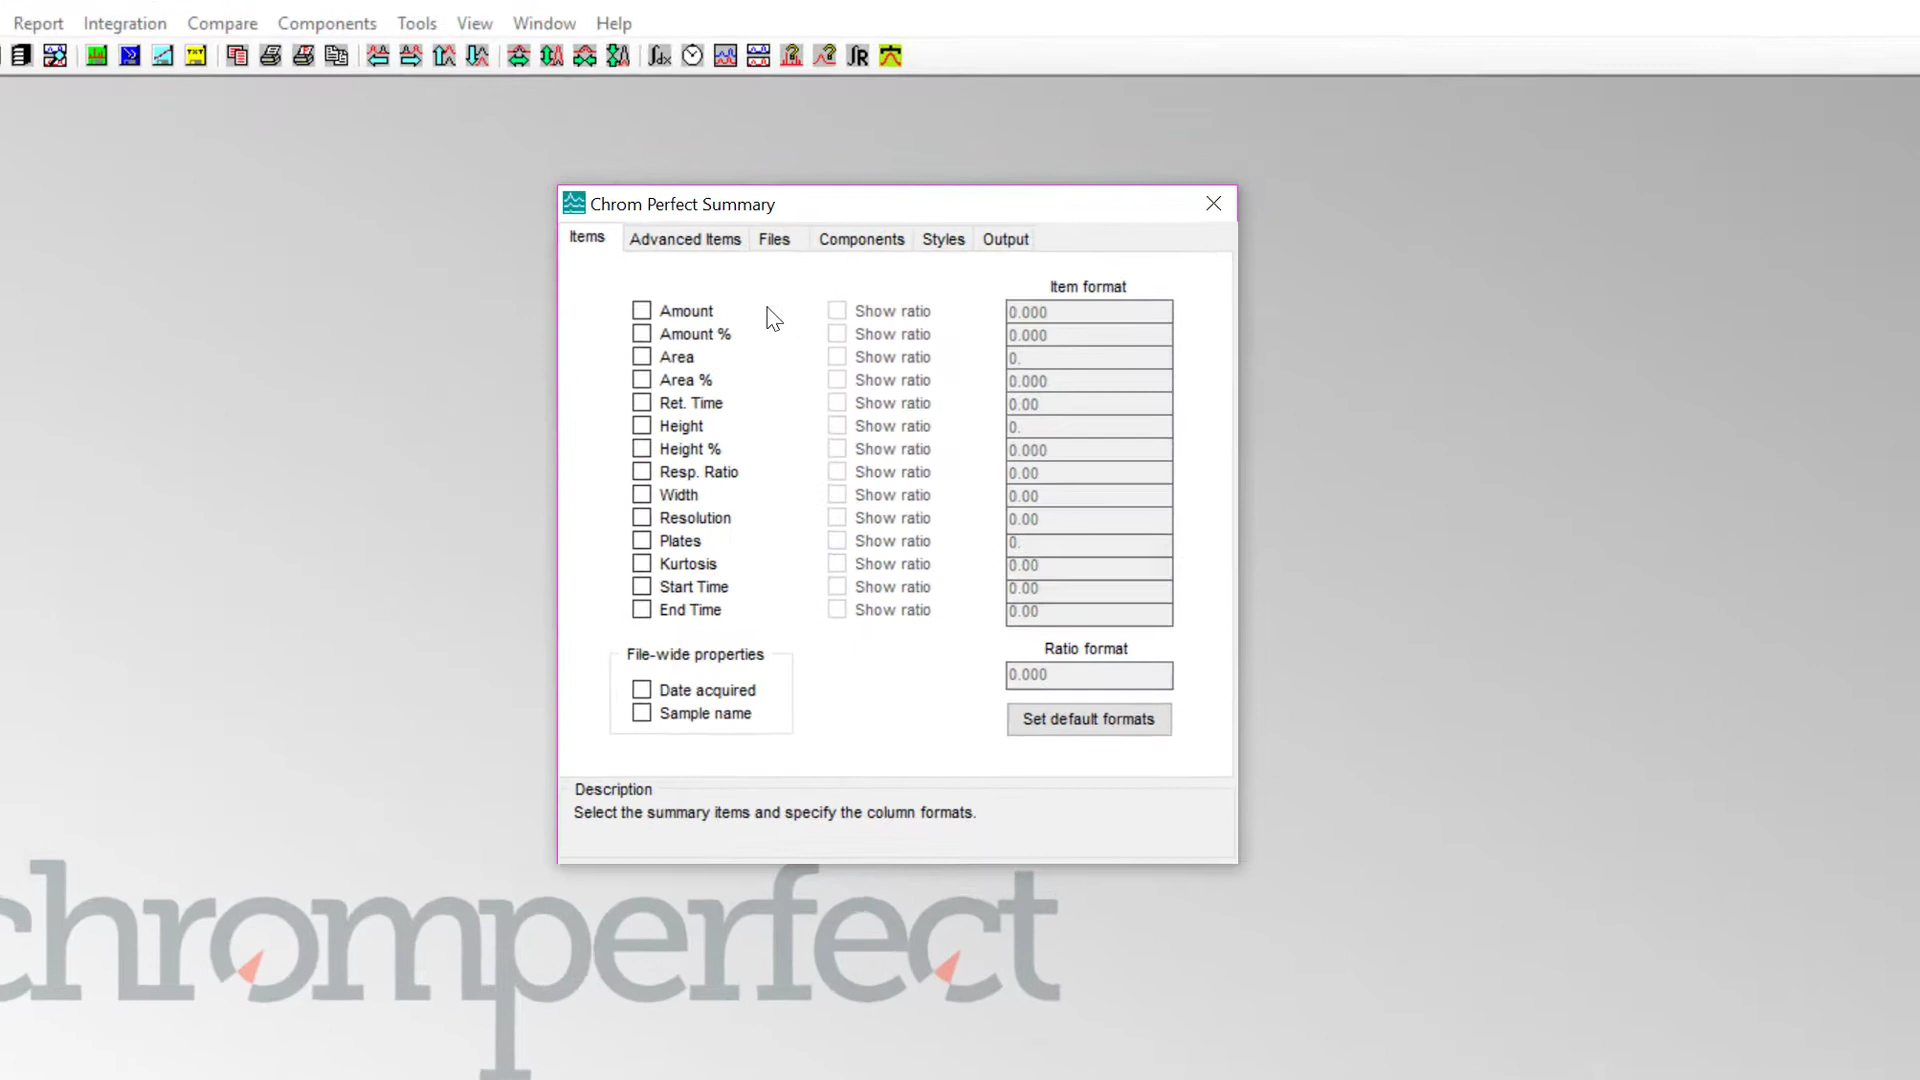 Report Integration Compare Components Tools View Window Help
Chrom Perfect Summary
Items Advanced Items Files Components Styles Output
Item format
Amount Show ratio 0.000
Amount % Show ratio 0.000
Area Show ratio 0.
Area % Show ratio 0.000
Ret. Time Show ratio 0.00
Height Show ratio 0.
Height % Show ratio 0.000
Resp. Ratio Show ratio 0.00
Width Show ratio 0.00
Resolution Show ratio 0.00
Plates Show ratio 0.
Kurtosis Show ratio 0.00
Start Time Show ratio 0.00
End Time Show ratio 0.00
File-wide properties
Date acquired
Sample name
Ratio format
0.000
Set default formats
Description
Select the summary items and specify the column formats.
chromperfect